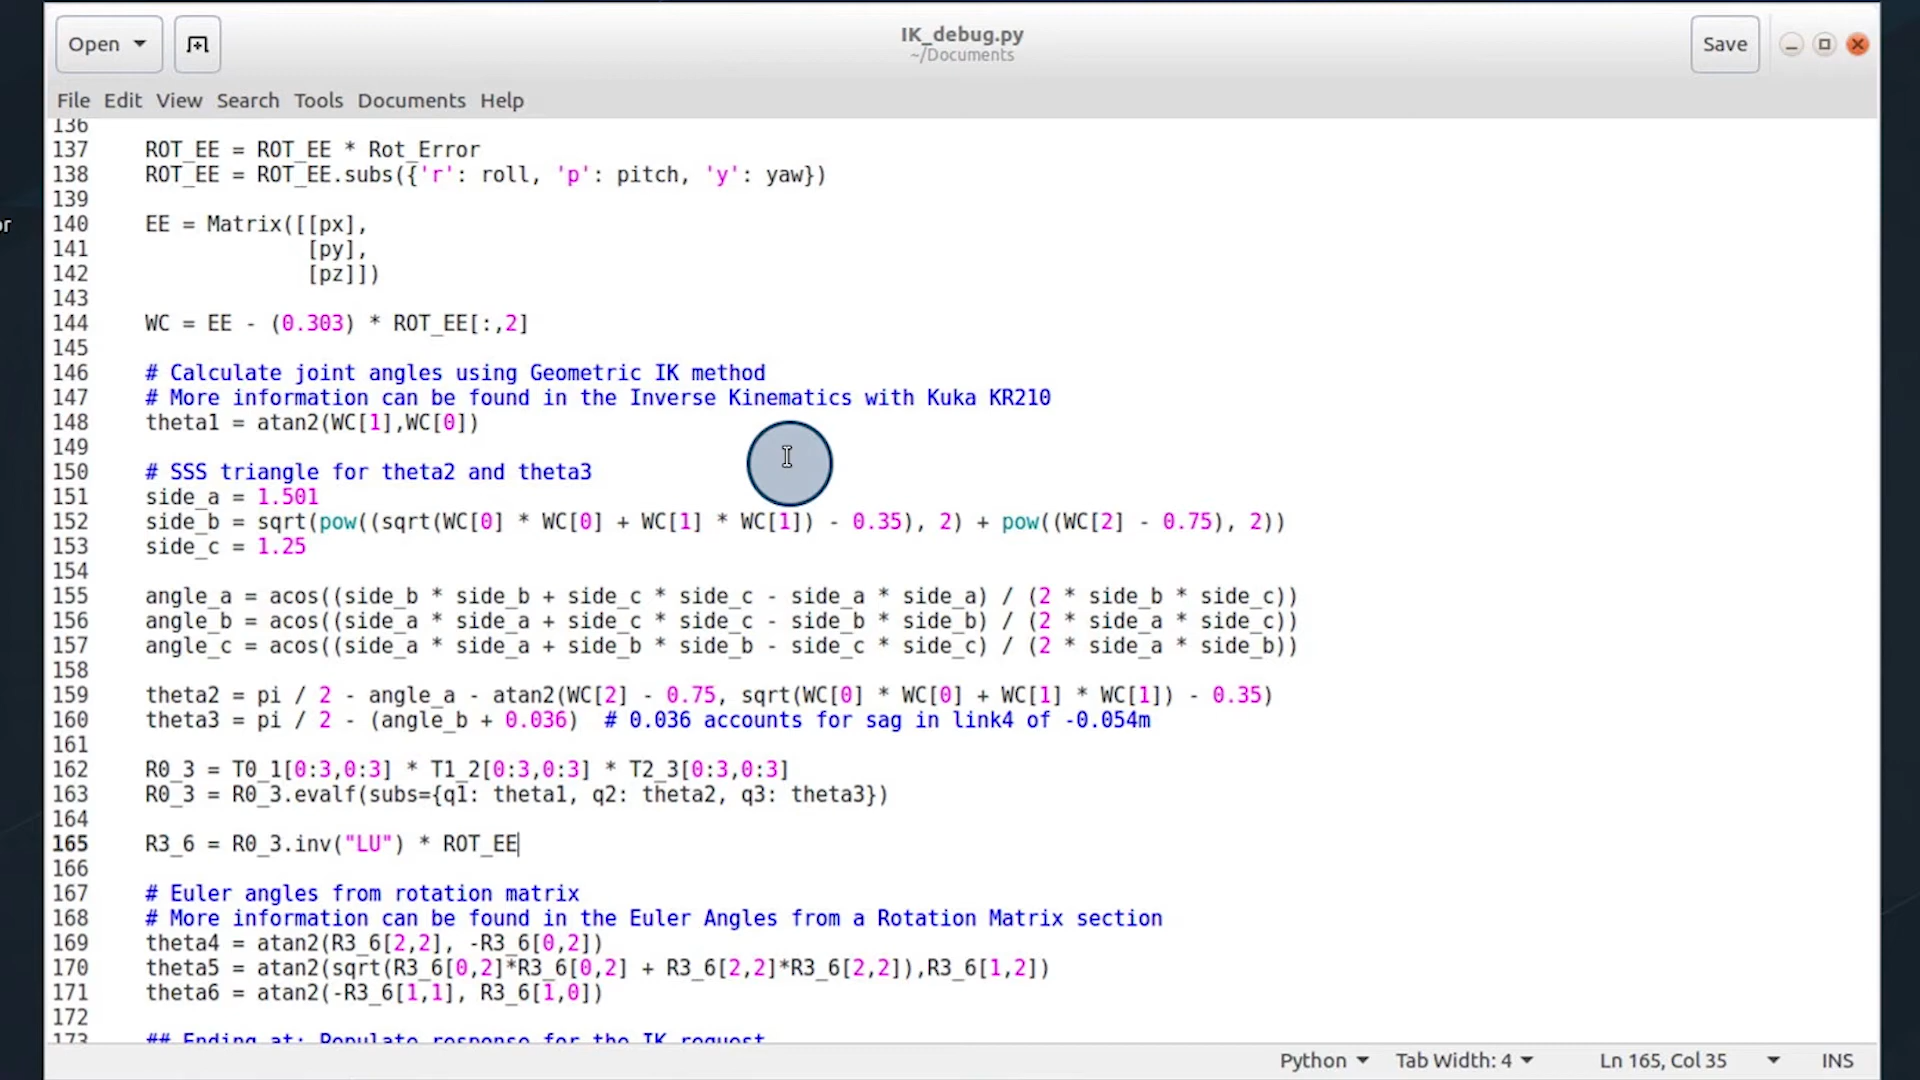 Open
IK_debug.py
~/Documents
Save
File Edit View Search Tools Documents Help
or
136
137 ROT_EE = ROT_EE * Rot_Error
138 ROT_EE = ROT_EE.subs({'r': roll, 'p': pitch, 'y': yaw})
139
140 EE = Matrix([[px],
141 [py],
142 [pz]])
143
144 WC = EE - (0.303) * ROT_EE[:,2]
145
146 # Calculate joint angles using Geometric IK method
147 # More information can be found in the Inverse Kinematics with Kuka KR210
148 theta1 = atan2(WC[1],WC[0])
149
150 # SSS triangle for theta2 and theta3
151 side_a = 1.501
152 side_b = sqrt(pow((sqrt(WC[0] * WC[0] + WC[1] * WC[1]) - 0.35), 2) + pow((WC[2] - 0.75), 2))
153 side_c = 1.25
154
155 angle_a = acos((side_b * side_b + side_c * side_c - side_a * side_a) / (2 * side_b * side_c))
156 angle_b = acos((side_a * side_a + side_c * side_c - side_b * side_b) / (2 * side_a * side_c))
157 angle_c = acos((side_a * side_a + side_b * side_b - side_c * side_c) / (2 * side_a * side_b))
158
159 theta2 = pi / 2 - angle_a - atan2(WC[2] - 0.75, sqrt(WC[0] * WC[0] + WC[1] * WC[1]) - 0.35)
160 theta3 = pi / 2 - (angle_b + 0.036) # 0.036 accounts for sag in link4 of -0.054m
161
162 R0_3 = T0_1[0:3,0:3] * T1_2[0:3,0:3] * T2_3[0:3,0:3]
163 R0_3 = R0_3.evalf(subs={q1: theta1, q2: theta2, q3: theta3})
164
165 R3_6 = R0_3.inv("LU") * ROT_EE
166
167 # Euler angles from rotation matrix
168 # More information can be found in the Euler Angles from a Rotation Matrix section
169 theta4 = atan2(R3_6[2,2], -R3_6[0,2])
170 theta5 = atan2(sqrt(R3_6[0,2]*R3_6[0,2] + R3_6[2,2]*R3_6[2,2]),R3_6[1,2])
171 theta6 = atan2(-R3_6[1,1], R3_6[1,0])
172
173 ## Ending at: Populate response for the IK request
Python Tab Width: 4 Ln 165, Col 35 INS